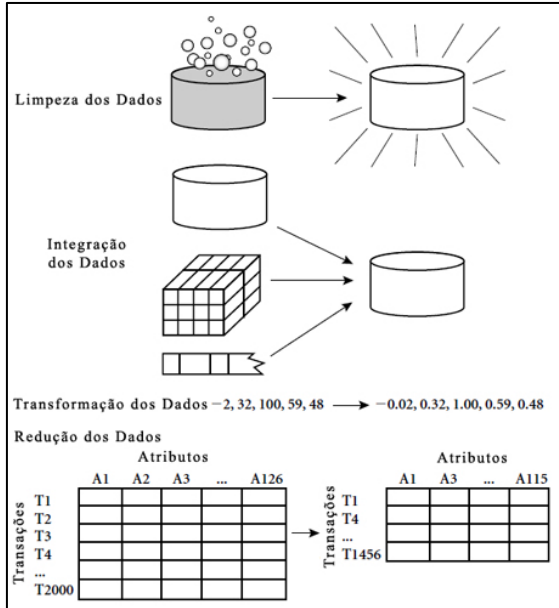 Limpeza dos Dados
Integração
dos Dados
Transformação dos Dados −2, 32, 100, 59, 48 −0.02, 0.32, 1.00, 0.59, 0.48
Redução dos Dados
Atributos
A1 A2 A3 ... A126
Transações
T1
T2
T3
T4
...
T2000
Atributos
A1 A3 ... A115
Transações
T1
T4
...
T1456